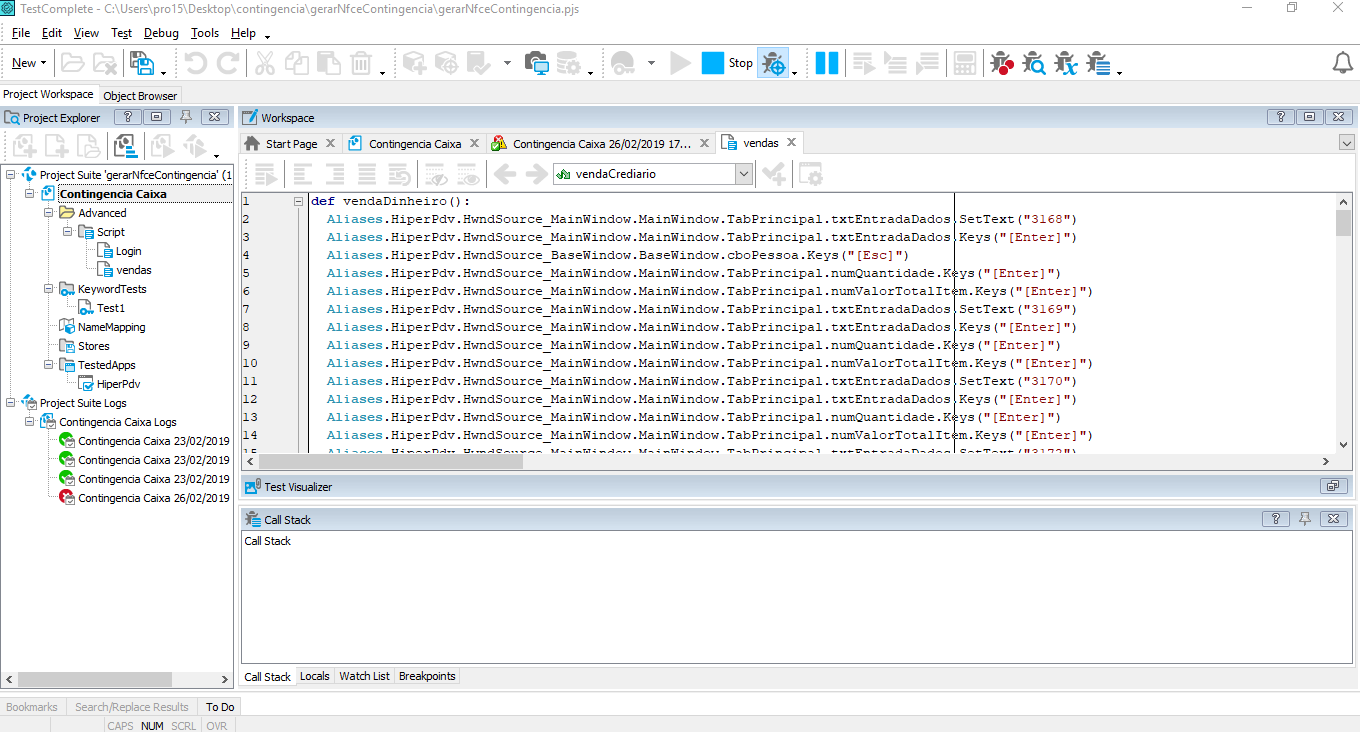 TestComplete - C:\Users\pro15\Desktop\contingencia\gerarNfceContingencia\gerarNfceContingencia.pjs
File Edit View Test Debug Tools Help
New Stop
Project Workspace Object Browser
Project Explorer
Project Suite 'gerarNfceContingencia' (1
Contingencia Caixa
Advanced
Script
Login
vendas
KeywordTests
Test1
NameMapping
Stores
TestedApps
HiperPdv
Project Suite Logs
Contingencia Caixa Logs
Contingencia Caixa 23/02/2019
Contingencia Caixa 23/02/2019
Contingencia Caixa 23/02/2019
Contingencia Caixa 26/02/2019
Workspace
Start Page Contingencia Caixa Contingencia Caixa 26/02/2019 17... vendas
vendaCrediario
1 def vendaDinheiro():
2 Aliases.HiperPdv.HwndSource_MainWindow.MainWindow.TabPrincipal.txtEntradaDados.SetText("3168")
3 Aliases.HiperPdv.HwndSource_MainWindow.MainWindow.TabPrincipal.txtEntradaDados.Keys("[Enter]")
4 Aliases.HiperPdv.HwndSource_BaseWindow.BaseWindow.cboPessoa.Keys("[Esc]")
5 Aliases.HiperPdv.HwndSource_MainWindow.MainWindow.TabPrincipal.numQuantidade.Keys("[Enter]")
6 Aliases.HiperPdv.HwndSource_MainWindow.MainWindow.TabPrincipal.numValorTotalItem.Keys("[Enter]")
7 Aliases.HiperPdv.HwndSource_MainWindow.MainWindow.TabPrincipal.txtEntradaDados.SetText("3169")
8 Aliases.HiperPdv.HwndSource_MainWindow.MainWindow.TabPrincipal.txtEntradaDados.Keys("[Enter]")
9 Aliases.HiperPdv.HwndSource_MainWindow.MainWindow.TabPrincipal.numQuantidade.Keys("[Enter]")
10 Aliases.HiperPdv.HwndSource_MainWindow.MainWindow.TabPrincipal.numValorTotalItem.Keys("[Enter]")
11 Aliases.HiperPdv.HwndSource_MainWindow.MainWindow.TabPrincipal.txtEntradaDados.SetText("3170")
12 Aliases.HiperPdv.HwndSource_MainWindow.MainWindow.TabPrincipal.txtEntradaDados.Keys("[Enter]")
13 Aliases.HiperPdv.HwndSource_MainWindow.MainWindow.TabPrincipal.numQuantidade.Keys("[Enter]")
14 Aliases.HiperPdv.HwndSource_MainWindow.MainWindow.TabPrincipal.numValorTotalItem.Keys("[Enter]")
15 Aliases.HiperPdv.HwndSource_MainWindow.MainWindow.TabPrincipal.txtEntradaDados.SetText("3172")
Test Visualizer
Call Stack
Call Stack
Call Stack Locals Watch List Breakpoints
Bookmarks Search/Replace Results To Do
CAPS NUM SCRL OVR